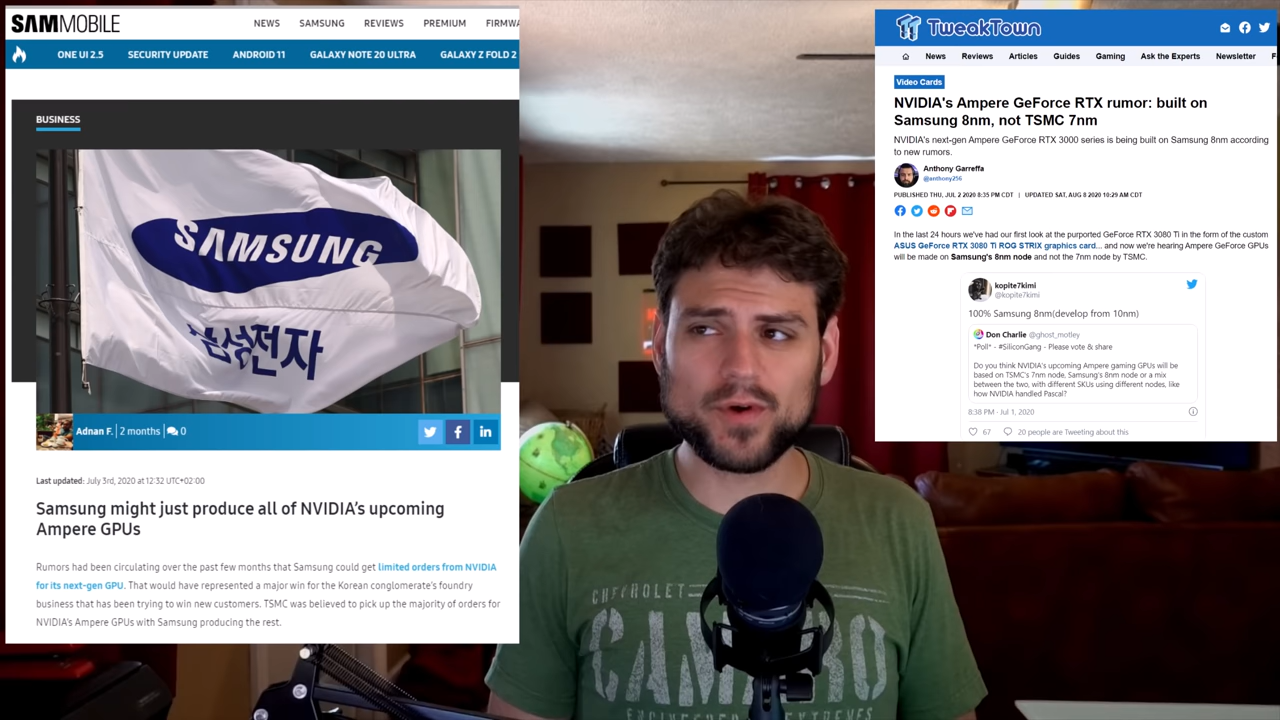 SAMMOBILE
NEWS SAMSUNG REVIEWS PREMIUM FIRMWA
ONE UI 2.5 SECURITY UPDATE ANDROID 11 GALAXY NOTE 20 ULTRA GALAXY Z FOLD 2
BUSINESS
SAMSUNG
삼성전자
Adnan F. | 2 months | 0
Last updated: July 3rd, 2020 at 12:32 UTC+02:00
Samsung might just produce all of NVIDIA's upcoming
Ampere GPUs
Rumors had been circulating over the past few months that Samsung could get limited orders from NVIDIA
for its next-gen GPU. That would have represented a major win for the Korean conglomerate's foundry
business that has been trying to win new customers. TSMC was believed to pick up the majority of orders for
NVIDIA's Ampere GPUs with Samsung producing the rest.
TweakTown
News Reviews Articles Guides Gaming Ask the Experts Newsletter F
Video Cards
NVIDIA's Ampere GeForce RTX rumor: built on
Samsung 8nm, not TSMC 7nm
NVIDIA's next-gen Ampere GeForce RTX 3000 series is being built on Samsung 8nm according
to new rumors.
Anthony Garreffa
@anthony256
PUBLISHED THU, JUL 2 2020 8:35 PM CDT | UPDATED SAT, AUG 8 2020 10:29 AM CDT
In the last 24 hours we've had our first look at the purported GeForce RTX 3080 Ti in the form of the custom
ASUS GeForce RTX 3080 Ti ROG STRIX graphics card... and now we're hearing Ampere GeForce GPUs
will be made on Samsung's 8nm node and not the 7nm node by TSMC.
kopite7kimi
@kopite7kimi
100% Samsung 8nm(develop from 10nm)
Don Charlie @ghost_motley
*Poll* - #SiliconGang - Please vote & share
Do you think NVIDIA's upcoming Ampere gaming GPUs will be
based on TSMC's 7nm node, Samsung's 8nm node or a mix
between the two, with different SKUs using different nodes, like
how NVIDIA handled Pascal?
8:38 PM · Jul 1, 2020
67 20 people are Tweeting about this
CHEVROLET
CAMARO
ENGINEERED EXTREMES